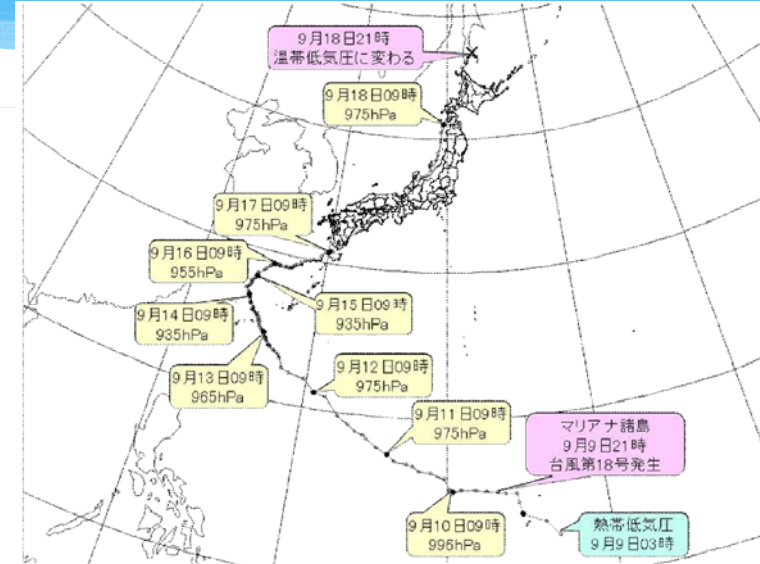 9月18日21時
温帯低気圧に変わる
9月18日09時
975hPa
9月17日09時
975hPa
9月16日09時
955hPa
9月15日09時
935hPa
9月14日09時
935hPa
9月13日09時
965hPa
9月12日09時
975hPa
9月11日09時
975hPa
マリアナ諸島
9月9日21時
台風第18号発生
9月10日09時
996hPa
熱帯低気圧
9月9日03時